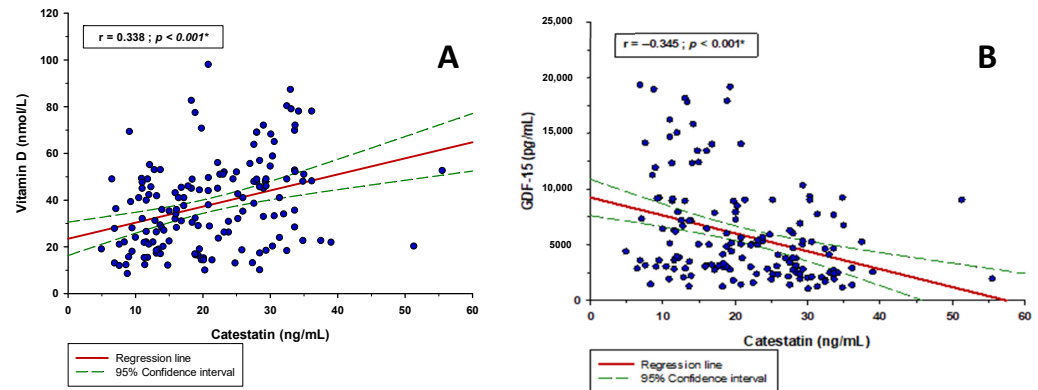 r = 0.338 ; p < 0.001*
A
Vitamin D (nmol/L)
120
100
80
60
40
20
0
0 10 20 30 40 50 60
Catestatin (ng/mL)
Regression line
95% Confidence interval
r = –0.345 ; p < 0.001*
B
GDF-15 (pg/mL)
25,000
20,000
15,000
10,000
5000
0
0 10 20 30 40 50 60
Catestatin (ng/mL)
Regression line
95% Confidence interval